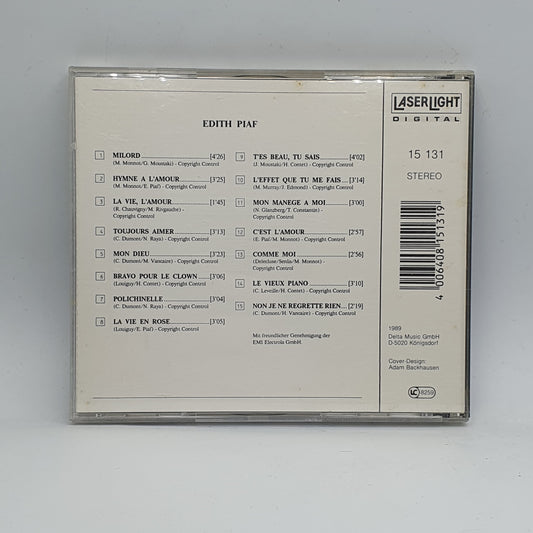 EDITH PIAF
1 MILORD [4'26]
(M. Monnot/G. Moustaki) - Copyright Control
2 HYMNE A L'AMOUR [3'25]
(M. Monnot/E. Piaf) - Copyright Control
3 LA VIE, L'AMOUR [1'45]
(R. Chauvigny/M. Rivgauche) -
Copyright Control
4 TOUJOURS AIMER [3'13]
(C. Dumont/N. Raya) - Copyright Control
5 MON DIEU [3'23]
(C. Dumont/M. Vaucaire) - Copyright Control
6 BRAVO POUR LE CLOWN [3'06]
(Louiguy/H. Contet) - Copyright Control
7 POLICHINELLE [3'04]
(C. Dumont/N. Raya) - Copyright Control
8 LA VIE EN ROSE [3'05]
(Louiguy/E. Piaf) - Copyright Control
9 T'ES BEAU, TU SAIS [4'02]
(J. Moustaki/H. Contet) - Copyright Control
10 L'EFFET QUE TU ME FAIS [3'14]
(M. Murray/J. Edmond) - Copyright Control
11 MON MANEGE A MOI [3'00]
(N. Glanzberg/T. Constantin) -
Copyright Control
12 C'EST L'AMOUR [2'57]
(E. Piaf/M. Monnot) - Copyright Control
13 COMME MOI [2'56]
(Delecluse/Senlis/M. Monnot) -
Copyright Control
14 LE VIEUX PIANO [3'10]
(C. Leveille/H. Contet) - Copyright Control
15 NON JE NE REGRETTE RIEN [2'19]
(C. Dumont/H. Vaucaire) - Copyright Control
Mit freundlicher Genehmigung der
EMI Electrola GmbH.
LASERLIGHT
DIGITAL
15 131
STEREO
4 006408 151319
1989
Delta Music GmbH
D-5020 Königsdorf
Cover-Design:
Adam Backhausen
LC 8259